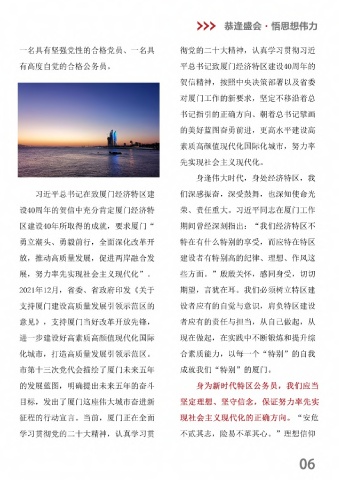 恭逢盛会·悟思想伟力
一名具有坚强党性的合格党员、一名具
有高度自觉的合格公务员。
习近平总书记在致厦门经济特区建
设40周年的贺信中充分肯定厦门经济特
区建设40年所取得的成就，要求厦门“
勇立潮头、勇毅前行，全面深化改革开
放，推动高质量发展，促进两岸融合发
展，努力率先实现社会主义现代化”。
2021年12月，省委、省政府印发《关于
支持厦门建设高质量发展引领示范区的
意见》，支持厦门当好改革开放先锋，
进一步建设好高素质高颜值现代化国际
化城市，打造高质量发展引领示范区。
市第十三次党代会描绘了厦门未来五年
的发展蓝图，明确提出未来五年的奋斗
目标，发出了厦门这座伟大城市奋进新
征程的行动宣言。当前，厦门正在全面
学习贯彻党的二十大精神，认真学习贯
彻党的二十大精神，认真学习贯彻习近
平总书记致厦门经济特区建设40周年的
贺信精神，按照中央决策部署以及省委
对厦门工作的新要求，坚定不移沿着总
书记指引的正确方向、朝着总书记擘画
的美好蓝图奋勇前进，更高水平建设高
素质高颜值现代化国际化城市，努力率
先实现社会主义现代化。
身逢伟大时代，身处经济特区，我
们深感振奋，深受鼓舞，也深知使命光
荣、责任重大。习近平同志在厦门工作
期间曾经深刻指出：“我们经济特区不
特在有什么特别的享受，而应特在特区
建设者有特别高的纪律、理想、作风这
些方面。”殷殷关怀，感同身受，切切
期望，言犹在耳。我们必须树立特区建
设者应有的自觉与意识，肩负特区建设
者应有的责任与担当，从自己做起，从
现在做起，在实践中不断锻炼和提升综
合素质能力，以每一个“特别”的自我
成就我们“特别”的厦门。
身为新时代特区公务员，我们应当
坚定理想、坚守信念，保证努力率先实
现社会主义现代化的正确方向。“安危
不贰其志，险易不革其心。”理想信仰
06